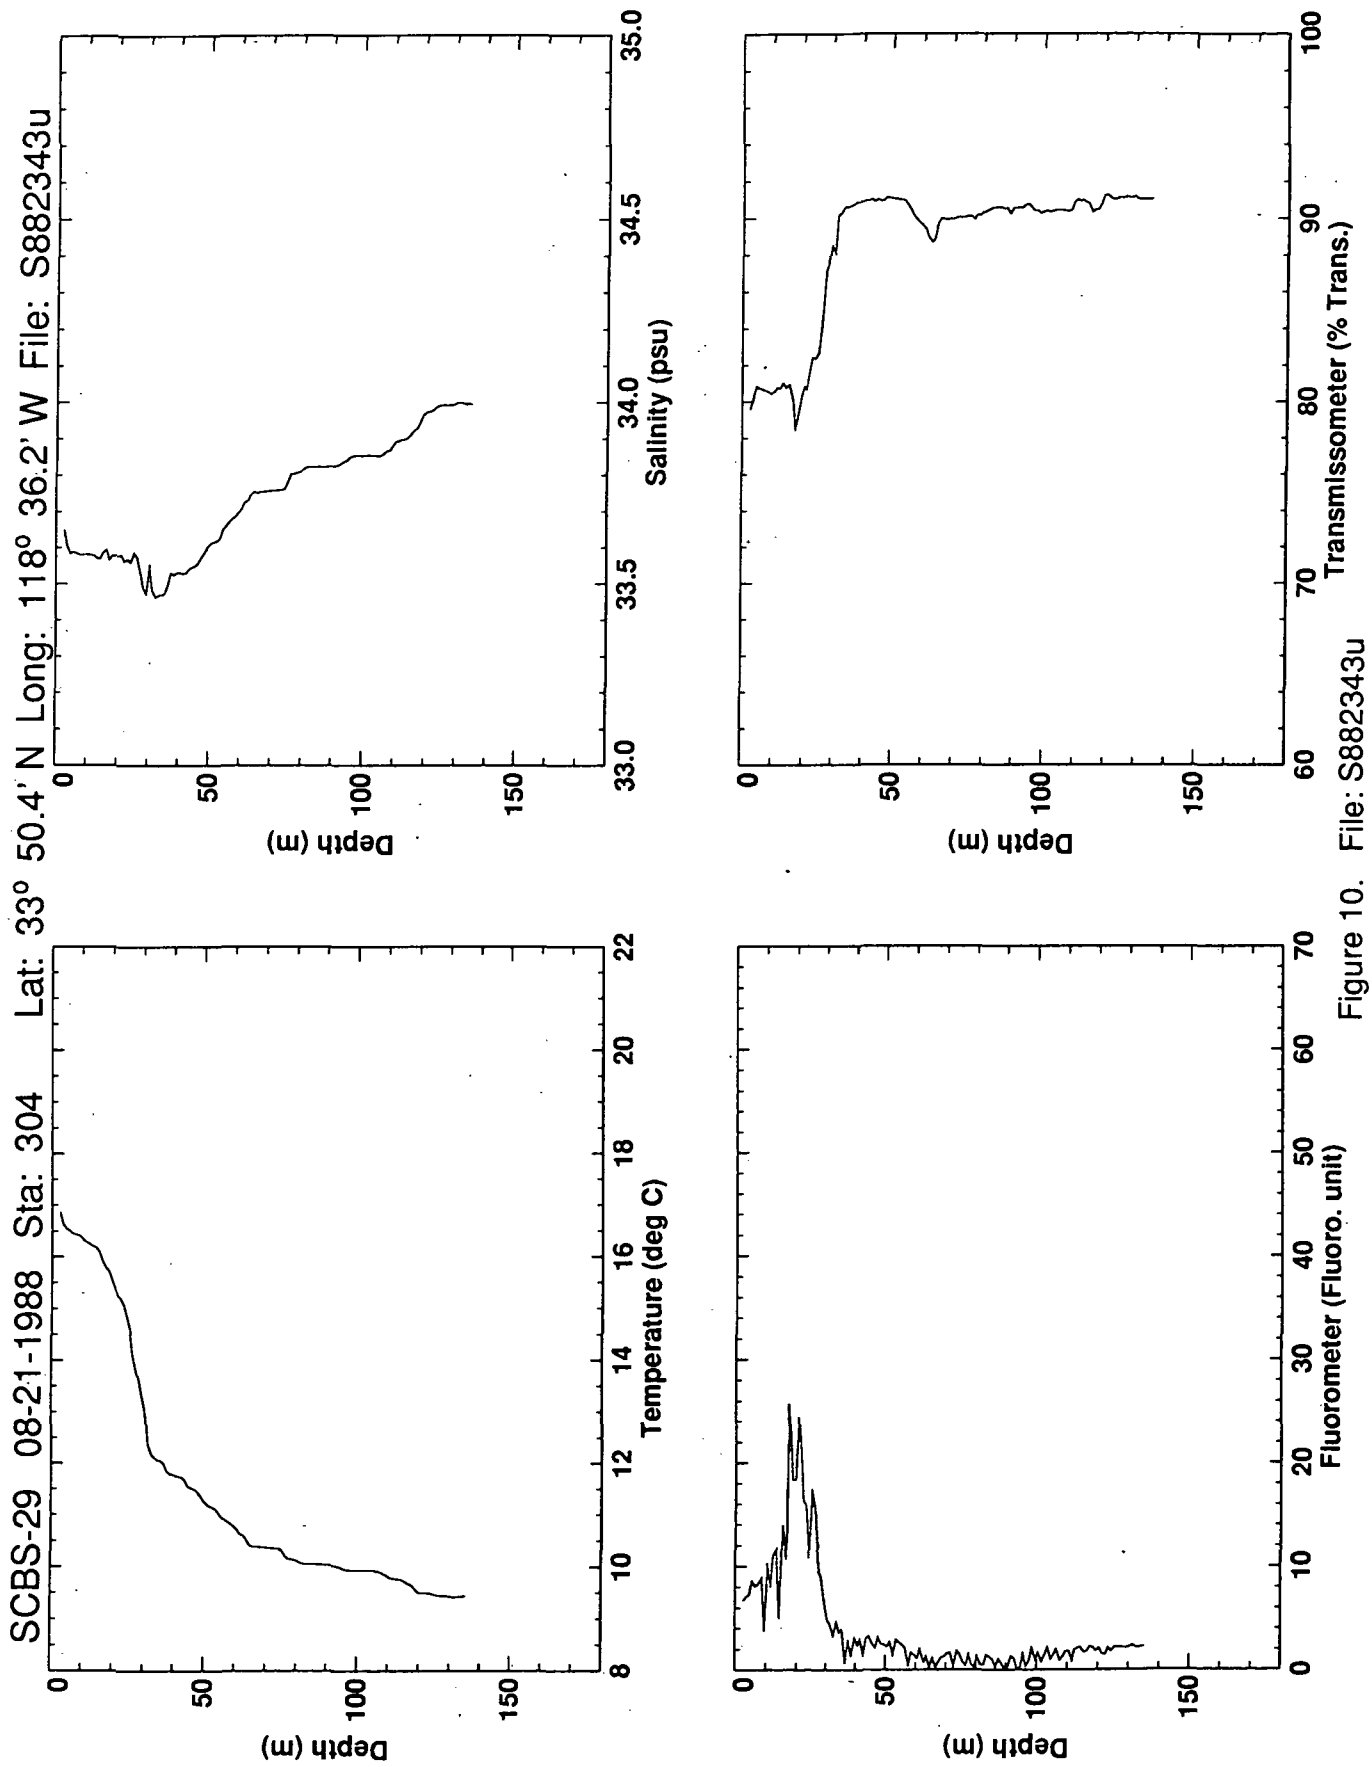 SCBS-29 08-21-1988 Sta: 304 Lat: 33° 50.4' N Long: 118° 36.2' W File: S882343u
0
50
100
150
Depth (m)
8 10 12 14 16 18 20 22
Temperature (deg C)
0
50
100
150
Depth (m)
33.0 33.5 34.0 34.5 35.0
Salinity (psu)
0
50
100
150
Depth (m)
0 10 20 30 40 50 60 70
Fluorometer (Fluoro. unit)
0
50
100
150
Depth (m)
60 70 80 90 100
Transmissometer (% Trans.)
Figure 10. File: S882343u